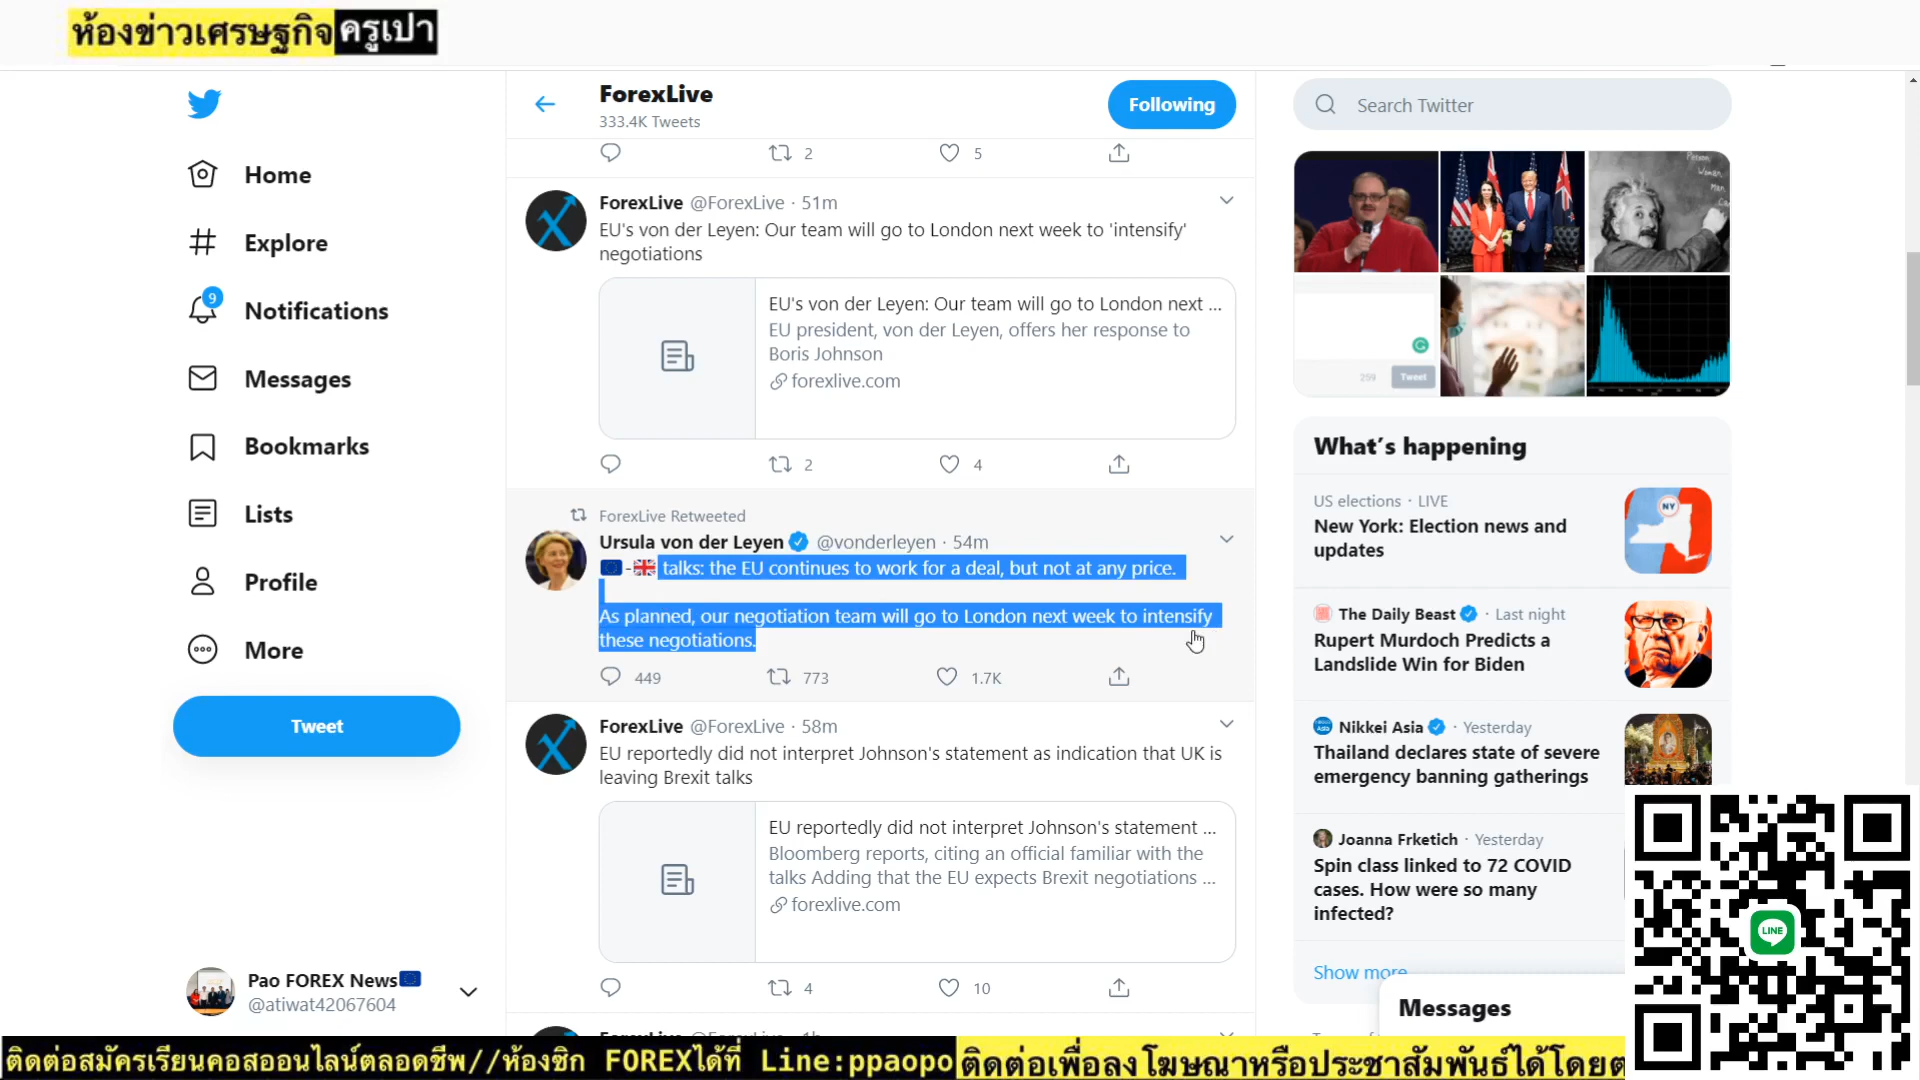 ห้องข่าวเศรษฐกิจครูเปา
ForexLive
333.4K Tweets
Following
Search Twitter
Home
Explore
9
Notifications
Messages
Bookmarks
Lists
Profile
More
Tweet
Pao FOREX News
@atiwat42067604
2
5
ForexLive @ForexLive · 51m
EU's von der Leyen: Our team will go to London next week to 'intensify'
negotiations
EU's von der Leyen: Our team will go to London next ...
EU president, von der Leyen, offers her response to
Boris Johnson
forexlive.com
2
4
ForexLive Retweeted
Ursula von der Leyen @vonderleyen · 54m
🇪🇺-🇬🇧 talks: the EU continues to work for a deal, but not at any price.
As planned, our negotiation team will go to London next week to intensify
these negotiations.
449
773
1.7K
ForexLive @ForexLive · 58m
EU reportedly did not interpret Johnson's statement as indication that UK is
leaving Brexit talks
EU reportedly did not interpret Johnson's statement ...
Bloomberg reports, citing an official familiar with the
talks Adding that the EU expects Brexit negotiations ...
forexlive.com
4
10
Person,
Woman,
Man,
259
Tweet
What's happening
US elections · LIVE
New York: Election news and
updates
NY
The Daily Beast · Last night
Rupert Murdoch Predicts a
Landslide Win for Biden
Nikkei Asia · Yesterday
Thailand declares state of severe
emergency banning gatherings
Joanna Frketich · Yesterday
Spin class linked to 72 COVID
cases. How were so many
infected?
Show more
Messages
LINE
ติดต่อสมัครเรียนคอสออนไลน์ตลอดชีพ//ห้องซิก FOREXได้ที่ Line:ppaopo
ติดต่อเพื่อลงโฆษณาหรือประชาสัมพันธ์ได้โดยต